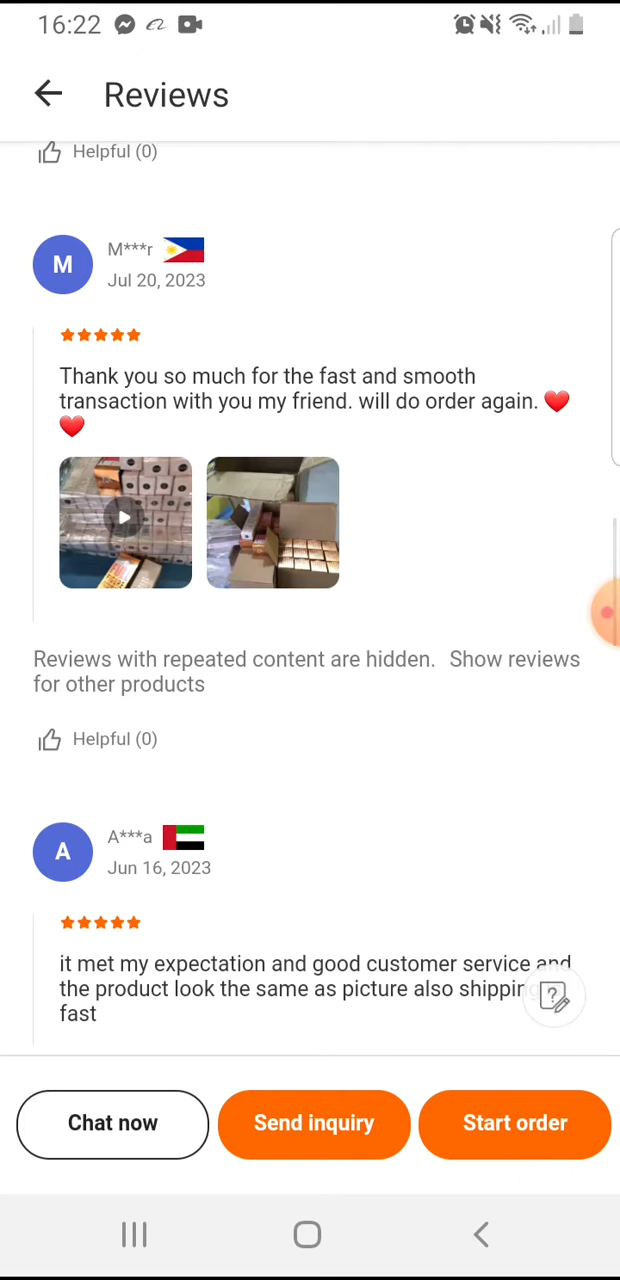 16:22
Reviews
Helpful (0)
M
M***r
Jul 20, 2023
Thank you so much for the fast and smooth
transaction with you my friend. will do order again. ❤️
❤️
Reviews with repeated content are hidden. Show reviews
for other products
Helpful (0)
A
A***a
Jun 16, 2023
it met my expectation and good customer service and
the product look the same as picture also shipping
fast
Chat now
Send inquiry
Start order